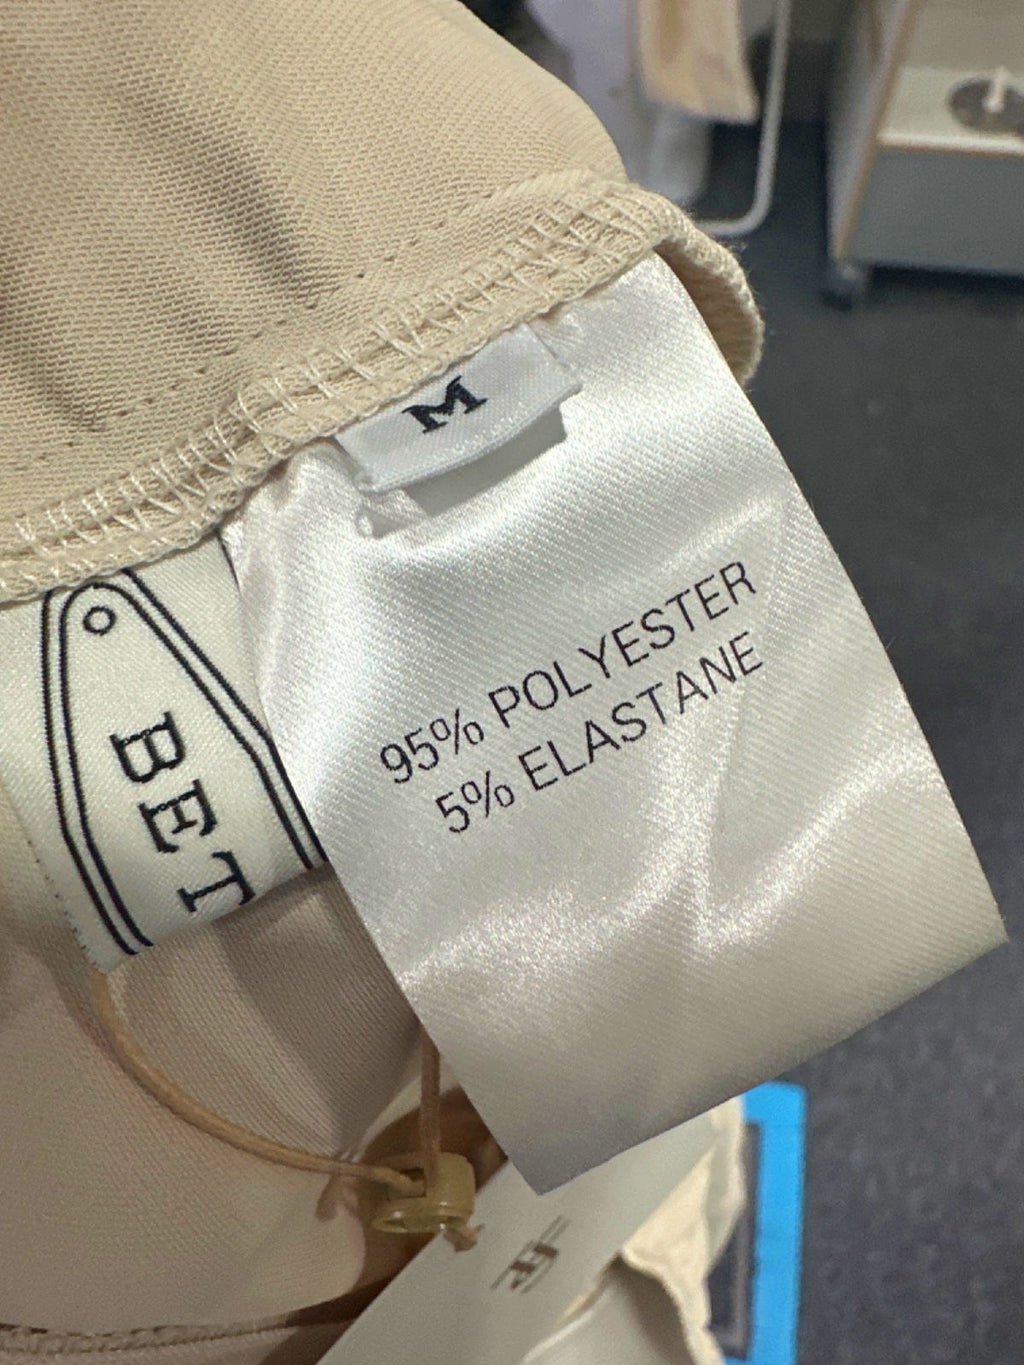 M
95% POLYESTER
5% ELASTANE
BET